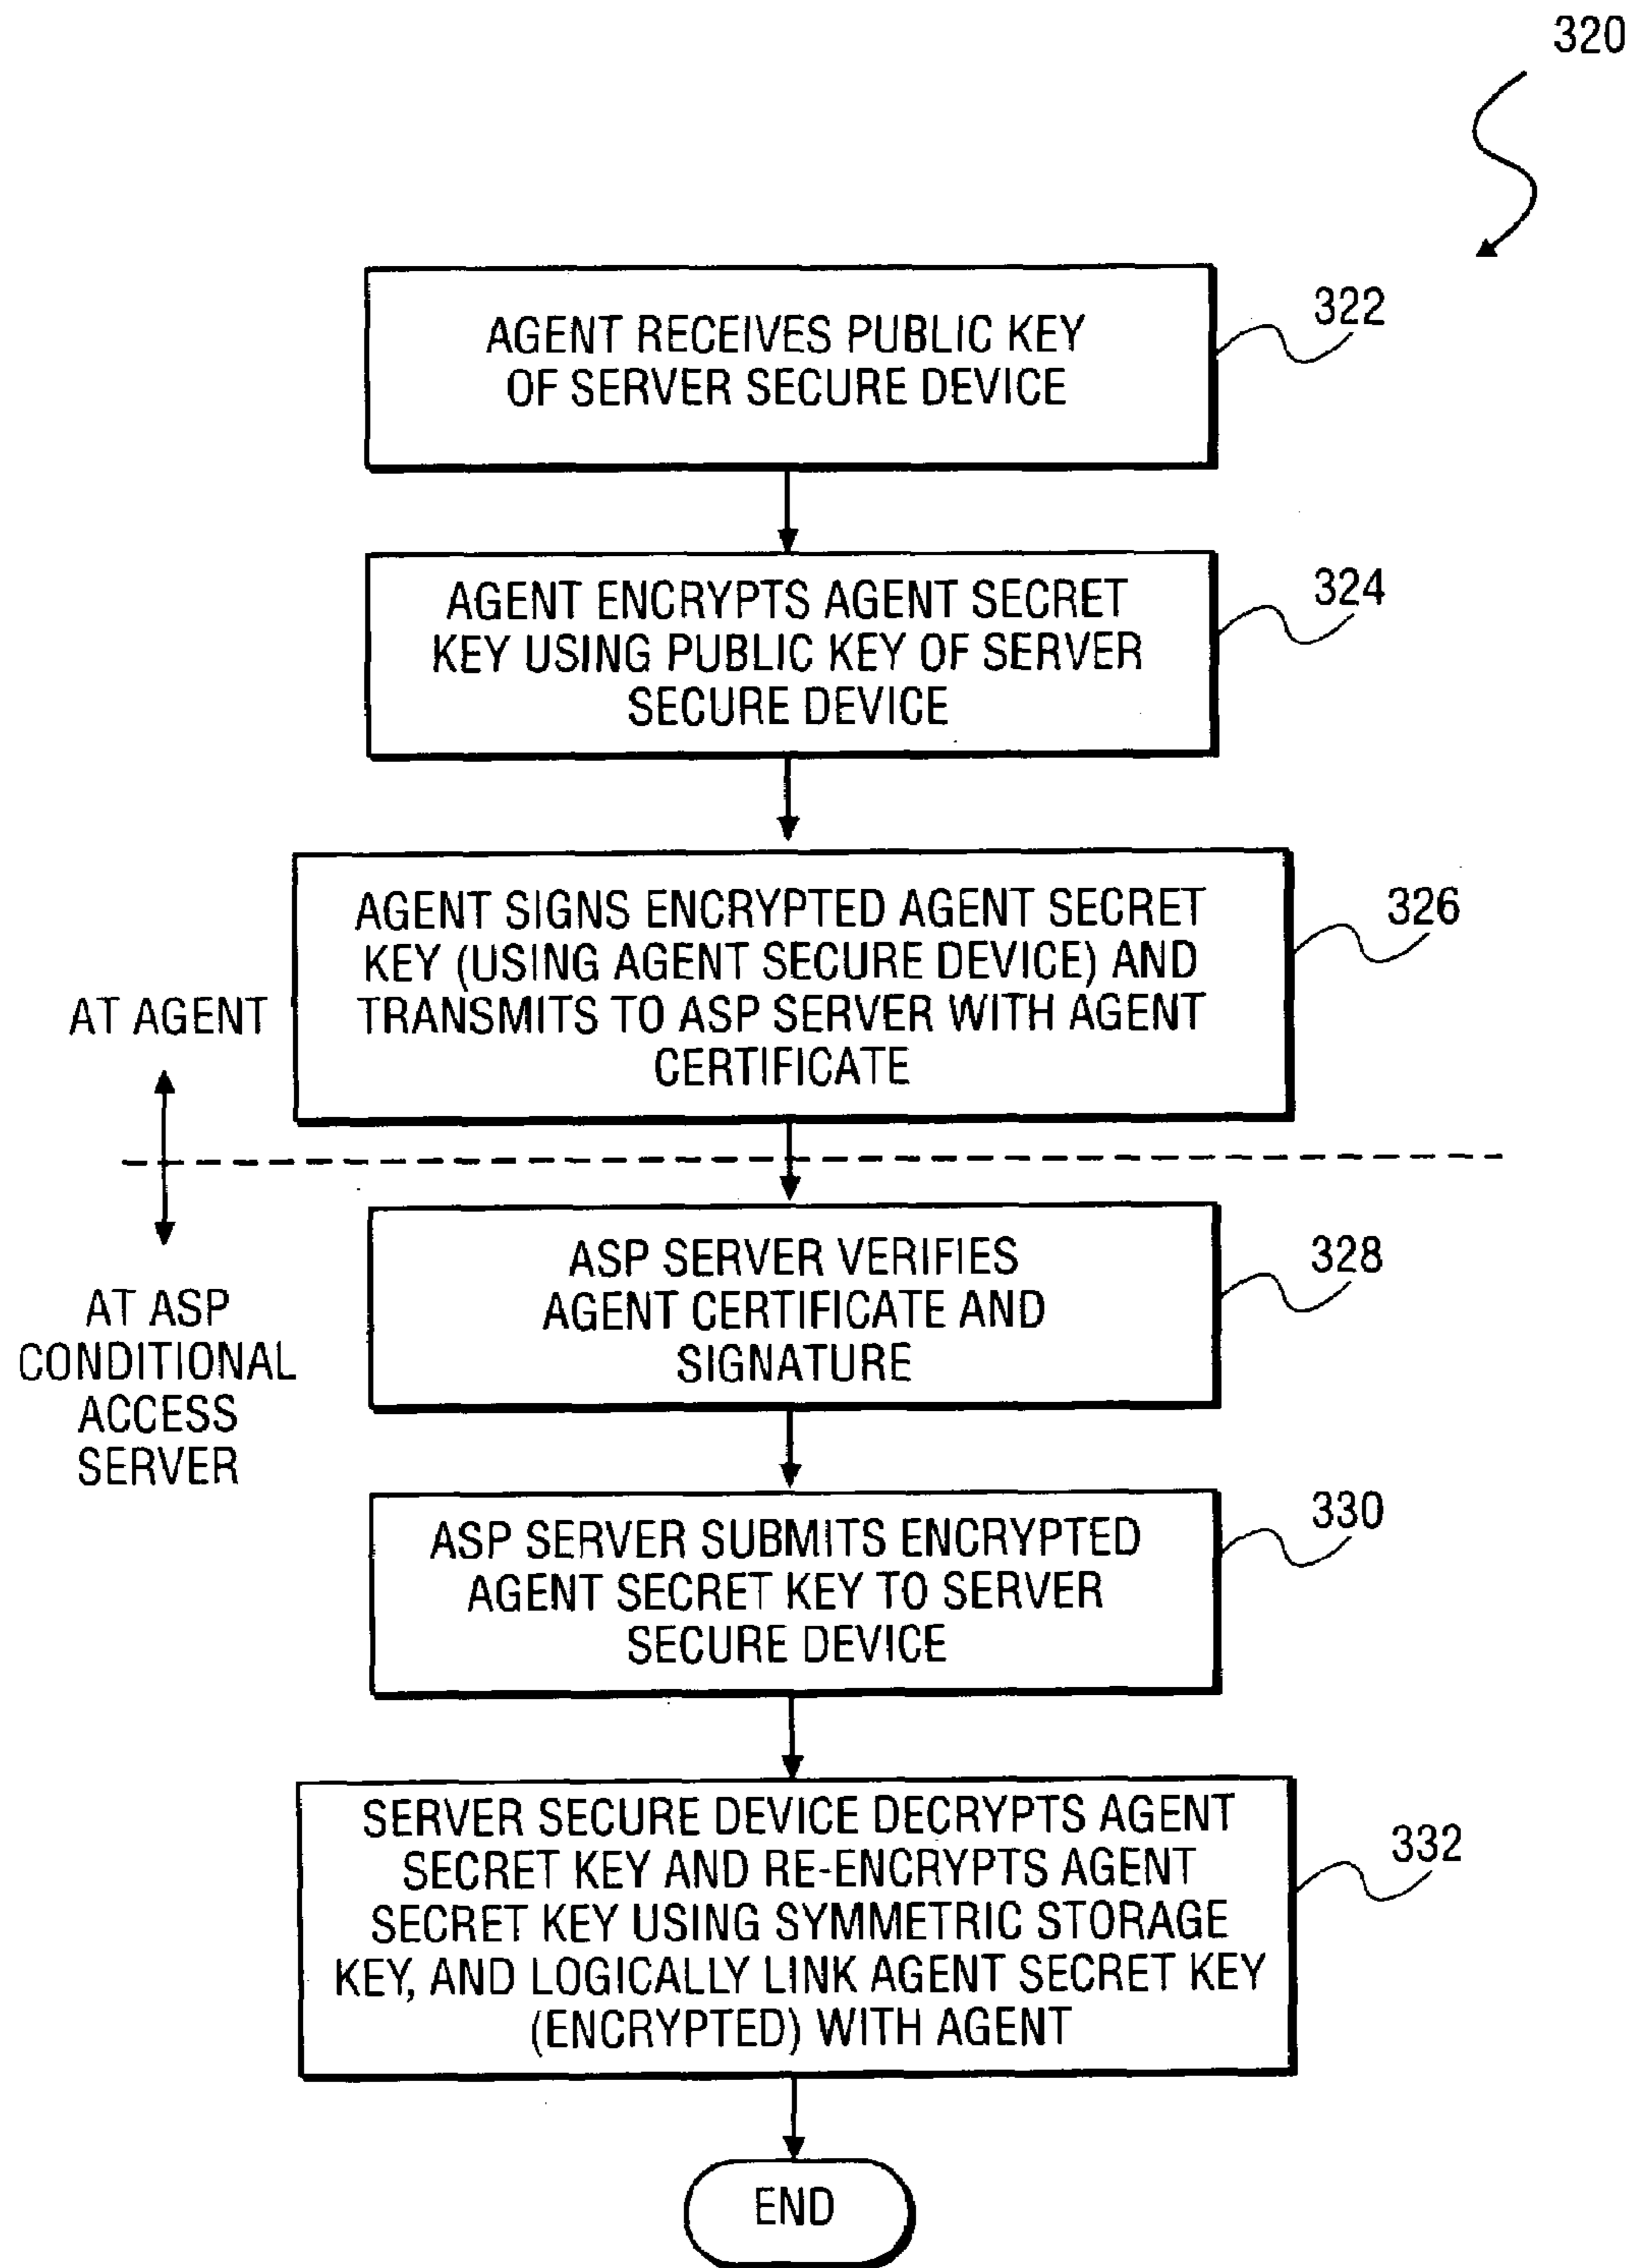 320
AGENT RECEIVES PUBLIC KEY
OF SERVER SECURE DEVICE
322
AGENT ENCRYPTS AGENT SECRET
KEY USING PUBLIC KEY OF SERVER
SECURE DEVICE
324
AGENT SIGNS ENCRYPTED AGENT SECRET
KEY (USING AGENT SECURE DEVICE) AND
TRANSMITS TO ASP SERVER WITH AGENT
CERTIFICATE
326
AT AGENT
AT ASP
CONDITIONAL
ACCESS
SERVER
ASP SERVER VERIFIES
AGENT CERTIFICATE AND
SIGNATURE
328
ASP SERVER SUBMITS ENCRYPTED
AGENT SECRET KEY TO SERVER
SECURE DEVICE
330
SERVER SECURE DEVICE DECRYPTS AGENT
SECRET KEY AND RE-ENCRYPTS AGENT
SECRET KEY USING SYMMETRIC STORAGE
KEY, AND LOGICALLY LINK AGENT SECRET KEY
(ENCRYPTED) WITH AGENT
332
END